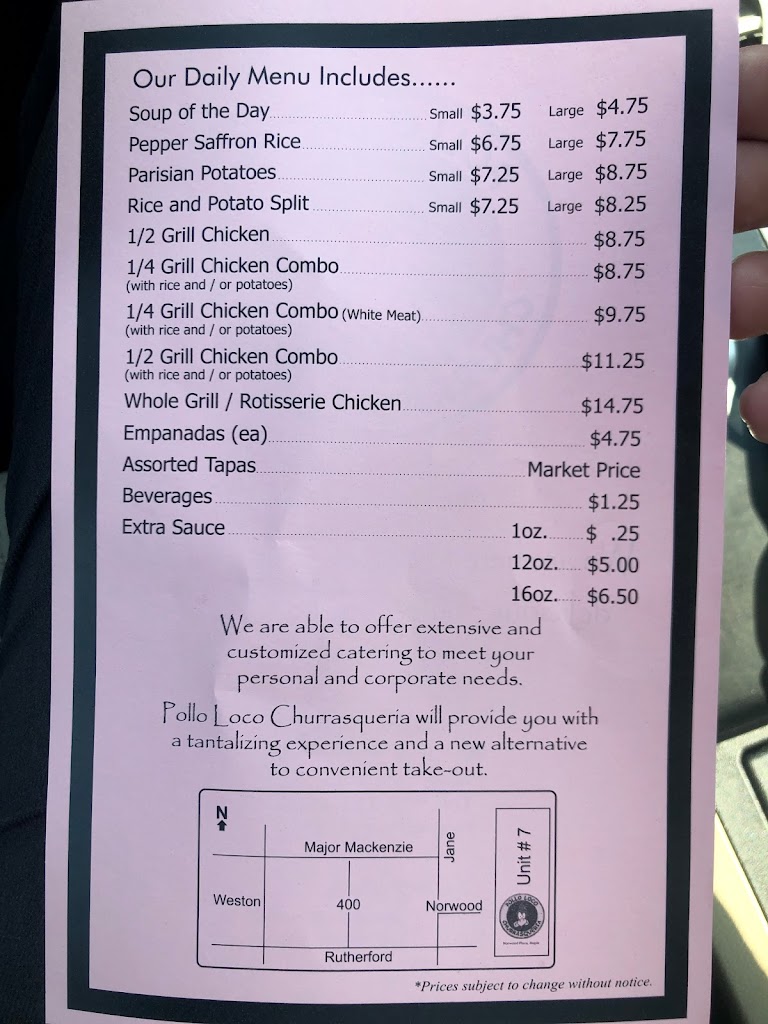 Our Daily Menu Includes......
Soup of the Day Small $3.75 Large $4.75
Pepper Saffron Rice Small $6.75 Large $7.75
Parisian Potatoes Small $7.25 Large $8.75
Rice and Potato Split Small $7.25 Large $8.25
1/2 Grill Chicken $8.75
1/4 Grill Chicken Combo $8.75
(with rice and / or potatoes)
1/4 Grill Chicken Combo (White Meat) $9.75
(with rice and / or potatoes)
1/2 Grill Chicken Combo $11.25
(with rice and / or potatoes)
Whole Grill / Rotisserie Chicken $14.75
Empanadas (ea) $4.75
Assorted Tapas Market Price
Beverages $1.25
Extra Sauce 1oz. $ .25
12oz. $5.00
16oz. $6.50
We are able to offer extensive and
customized catering to meet your
personal and corporate needs.
Pollo Loco Churrasqueria will provide you with
a tantalizing experience and a new alternative
to convenient take-out.
N
Major Mackenzie
Jane
Unit # 7
Weston
400
Norwood
POLLO LOCO
CHURRASQUERIA
Norwood Plaza, Maple
Rutherford
*Prices subject to change without notice.